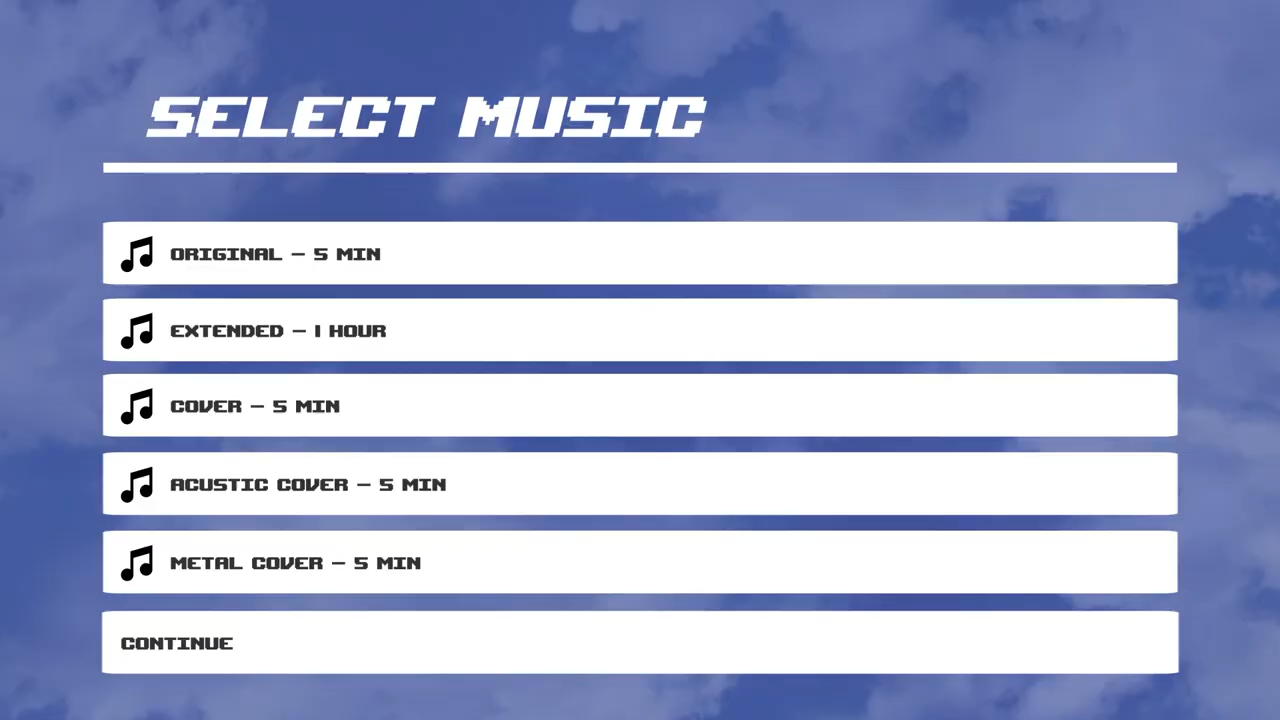 SELECT MUSIC
ORIGINAL – 5 MIN
EXTENDED – 1 HOUR
COVER – 5 MIN
ACUSTIC COVER – 5 MIN
METAL COVER – 5 MIN
CONTINUE